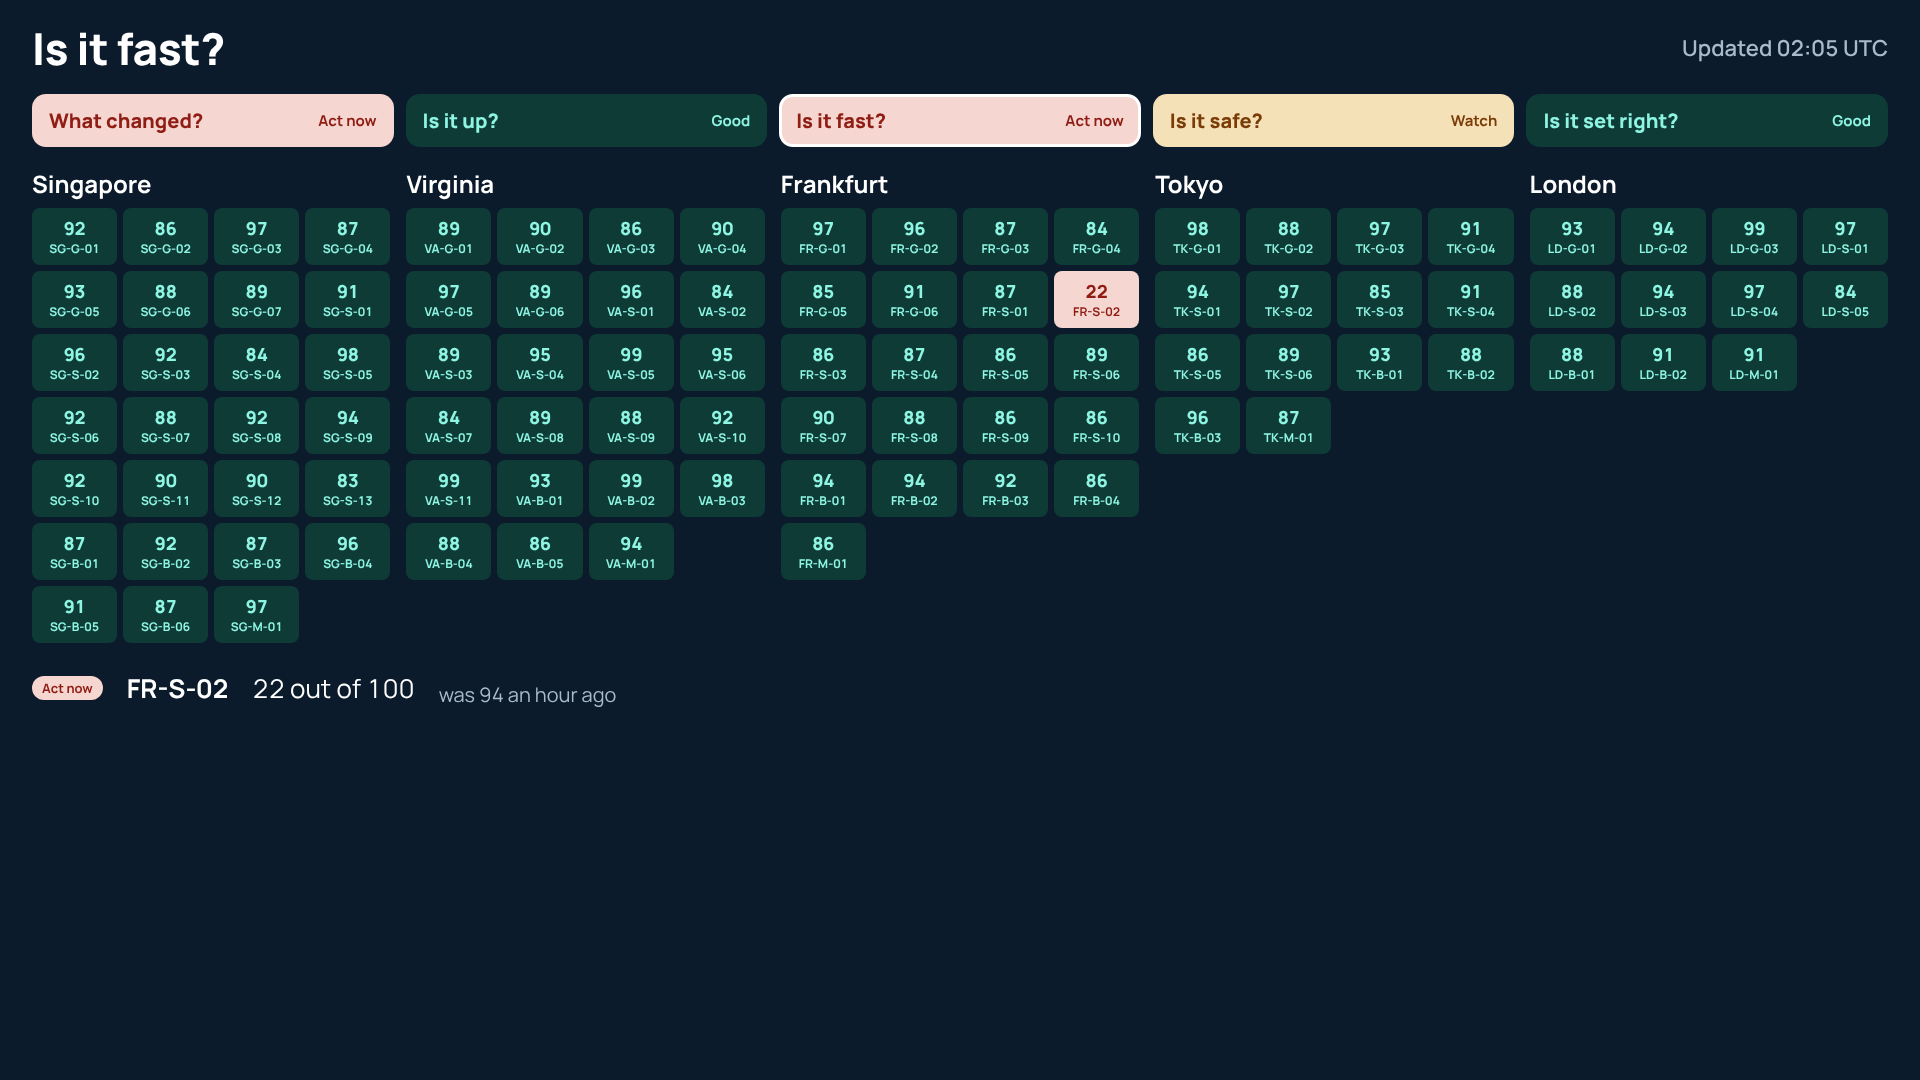 Is it fast?
Updated 02:05 UTC
What changed? Act now
Is it up? Good
Is it fast? Act now
Is it safe? Watch
Is it set right? Good
Singapore
92 86 97 87
SG-G-01 SG-G-02 SG-G-03 SG-G-04
93 88 89 91
SG-G-05 SG-G-06 SG-G-07 SG-S-01
96 92 84 98
SG-S-02 SG-S-03 SG-S-04 SG-S-05
92 88 92 94
SG-S-06 SG-S-07 SG-S-08 SG-S-09
92 90 90 83
SG-S-10 SG-S-11 SG-S-12 SG-S-13
87 92 87 96
SG-B-01 SG-B-02 SG-B-03 SG-B-04
91 87 97
SG-B-05 SG-B-06 SG-M-01
Virginia
89 90 86 90
VA-G-01 VA-G-02 VA-G-03 VA-G-04
97 89 96 84
VA-G-05 VA-G-06 VA-S-01 VA-S-02
89 95 99 95
VA-S-03 VA-S-04 VA-S-05 VA-S-06
84 89 88 92
VA-S-07 VA-S-08 VA-S-09 VA-S-10
99 93 99 98
VA-S-11 VA-B-01 VA-B-02 VA-B-03
88 86 94
VA-B-04 VA-B-05 VA-M-01
Frankfurt
97 96 87 84
FR-G-01 FR-G-02 FR-G-03 FR-G-04
85 91 87 22
FR-G-05 FR-G-06 FR-S-01 FR-S-02
86 87 86 89
FR-S-03 FR-S-04 FR-S-05 FR-S-06
90 88 86 86
FR-S-07 FR-S-08 FR-S-09 FR-S-10
94 94 92 86
FR-B-01 FR-B-02 FR-B-03 FR-B-04
86
FR-M-01
Tokyo
98 88 97 91
TK-G-01 TK-G-02 TK-G-03 TK-G-04
94 97 85 91
TK-S-01 TK-S-02 TK-S-03 TK-S-04
86 89 93 88
TK-S-05 TK-S-06 TK-B-01 TK-B-02
96 87
TK-B-03 TK-M-01
London
93 94 99 97
LD-G-01 LD-G-02 LD-G-03 LD-S-01
88 94 97 84
LD-S-02 LD-S-03 LD-S-04 LD-S-05
88 91 91
LD-B-01 LD-B-02 LD-M-01
Act now FR-S-02 22 out of 100 was 94 an hour ago